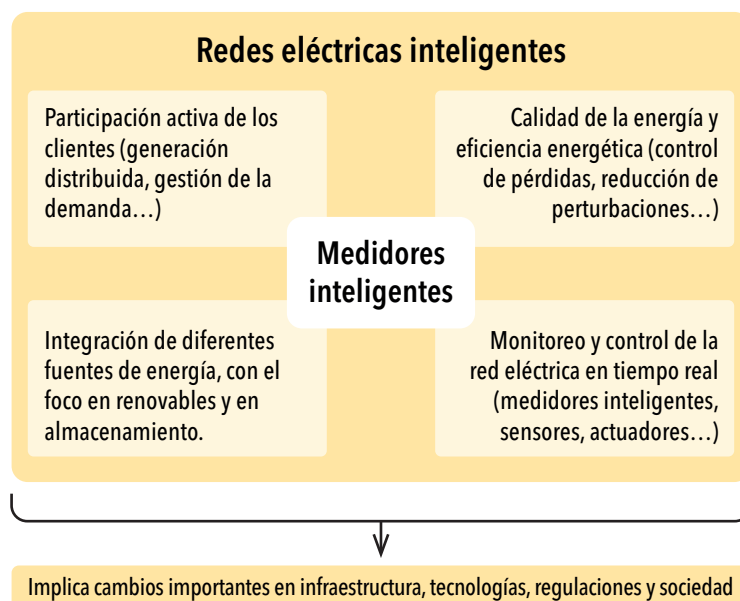 Redes eléctricas inteligentes
Participación activa de los
clientes (generación
distribuida, gestión de la
demanda…)
Calidad de la energía y
eficiencia energética (control
de pérdidas, reducción de
perturbaciones…)
Medidores
inteligentes
Integración de diferentes
fuentes de energía, con el
foco en renovables y en
almacenamiento.
Monitoreo y control de la
red eléctrica en tiempo real
(medidores inteligentes,
sensores, actuadores…)
Implica cambios importantes en infraestructura, tecnologías, regulaciones y sociedad